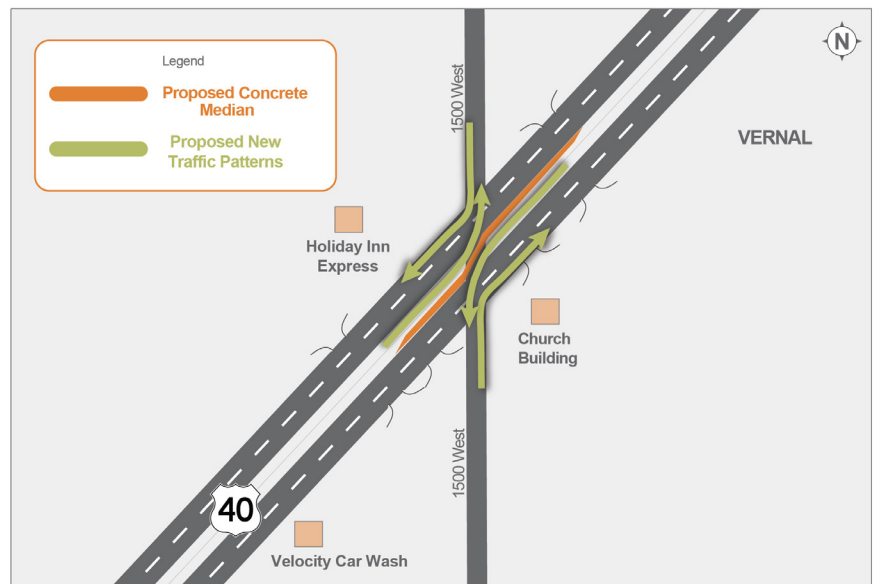 Legend
Proposed Concrete
Median
Proposed New
Traffic Patterns
1500 West
N
VERNAL
Holiday Inn
Express
Church
Building
1500 West
40
Velocity Car Wash